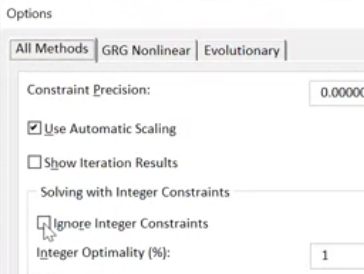 Options
All Methods GRG Nonlinear Evolutionary
Constraint Precision:
Use Automatic Scaling
Show Iteration Results
Solving with Integer Constraints
Ignore Integer Constraints
Integer Optimality (%): 1